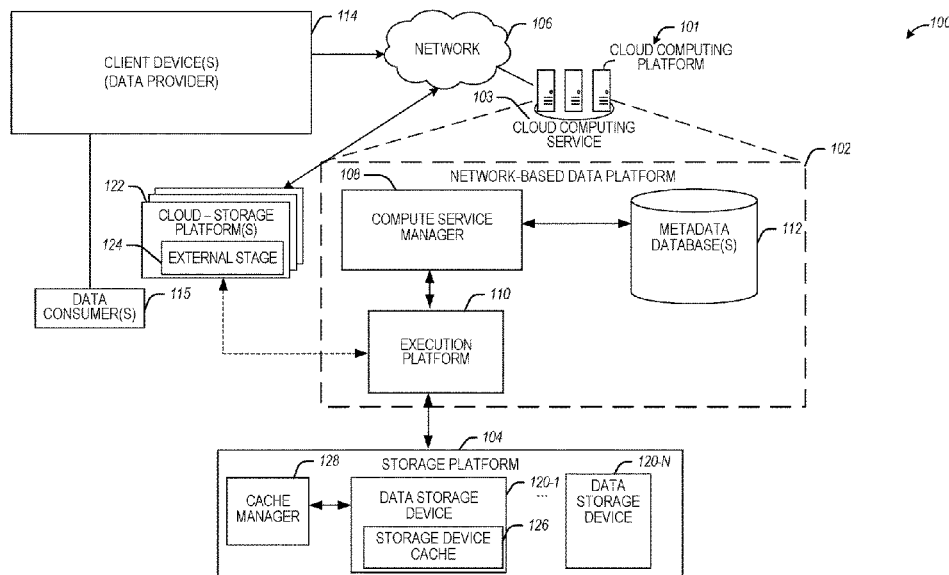 100
114
CLIENT DEVICE(S)
(DATA PROVIDER)
NETWORK
106
101
CLOUD COMPUTING
PLATFORM
103
CLOUD COMPUTING
SERVICE
102
NETWORK-BASED DATA PLATFORM
108
COMPUTE SERVICE
MANAGER
METADATA
DATABASE(S)
112
122
CLOUD – STORAGE
PLATFORM(S)
124
EXTERNAL STAGE
DATA
CONSUMER(S)
115
110
EXECUTION
PLATFORM
104
STORAGE PLATFORM
128
CACHE
MANAGER
120-1
DATA STORAGE
DEVICE
126
STORAGE DEVICE
CACHE
...
120-N
DATA
STORAGE
DEVICE